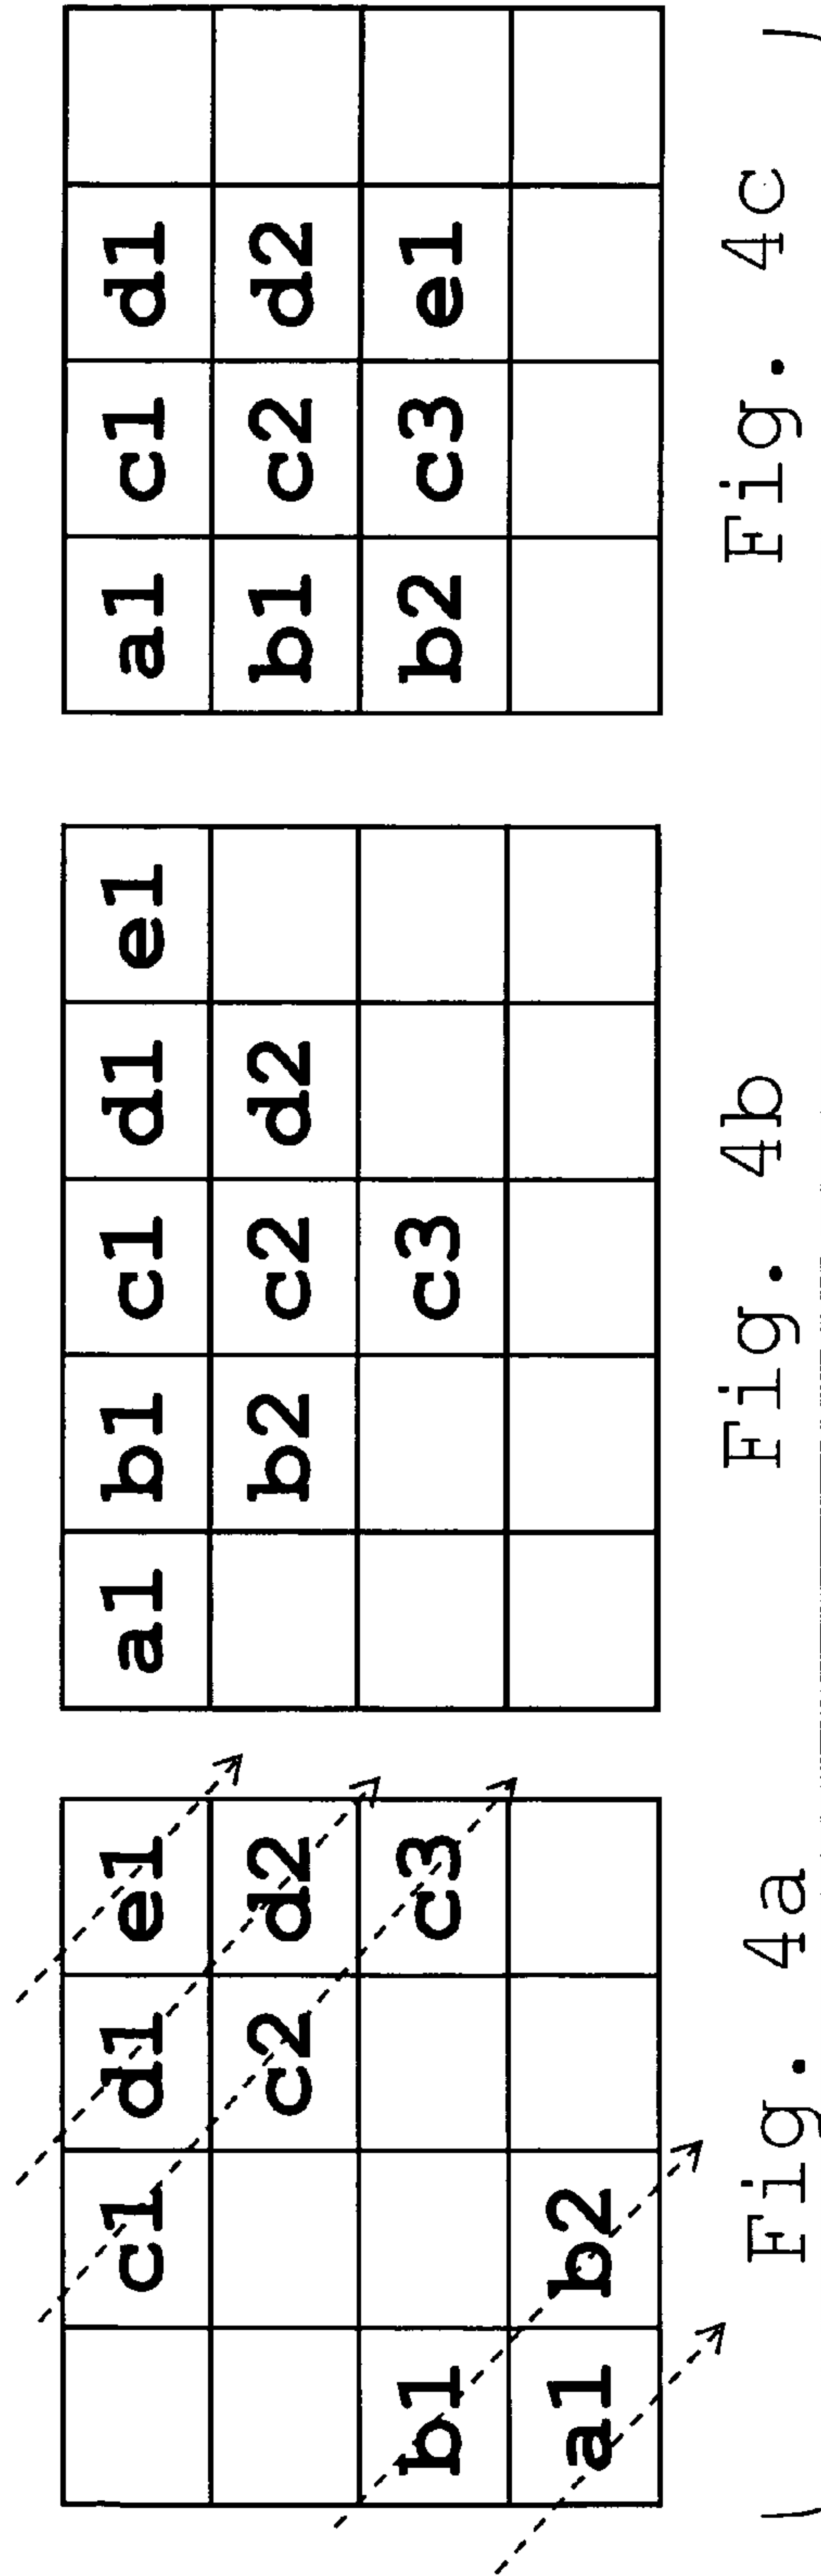 c1 d1 e1
c2 d2
b1 c3
a1 b2
Fig. 4a
a1 b1 c1 d1 e1
b2 c2 d2
c3
Fig. 4b
a1 c1 d1
b1 c2 d2
b2 c3 e1
Fig. 4c